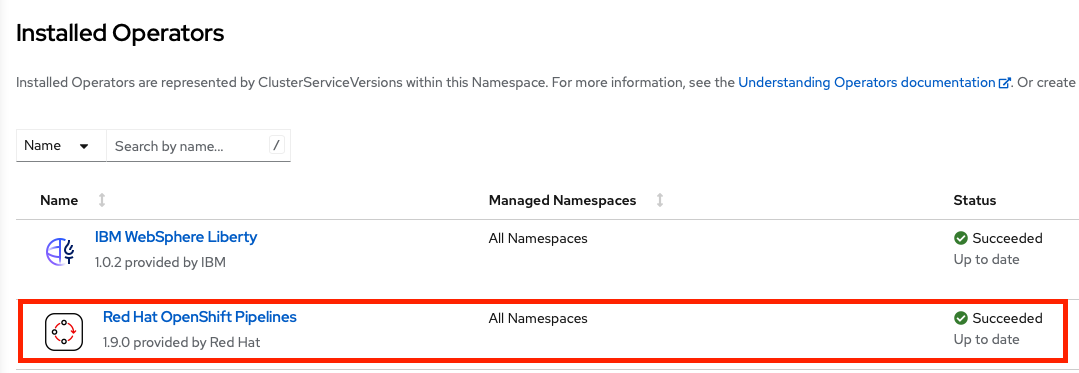 Installed Operators
Installed Operators are represented by ClusterServiceVersions within this Namespace. For more information, see the Understanding Operators documentation. Or create
Name Search by name... /
Name Managed Namespaces Status
IBM WebSphere Liberty All Namespaces Succeeded
1.0.2 provided by IBM Up to date
Red Hat OpenShift Pipelines All Namespaces Succeeded
1.9.0 provided by Red Hat Up to date